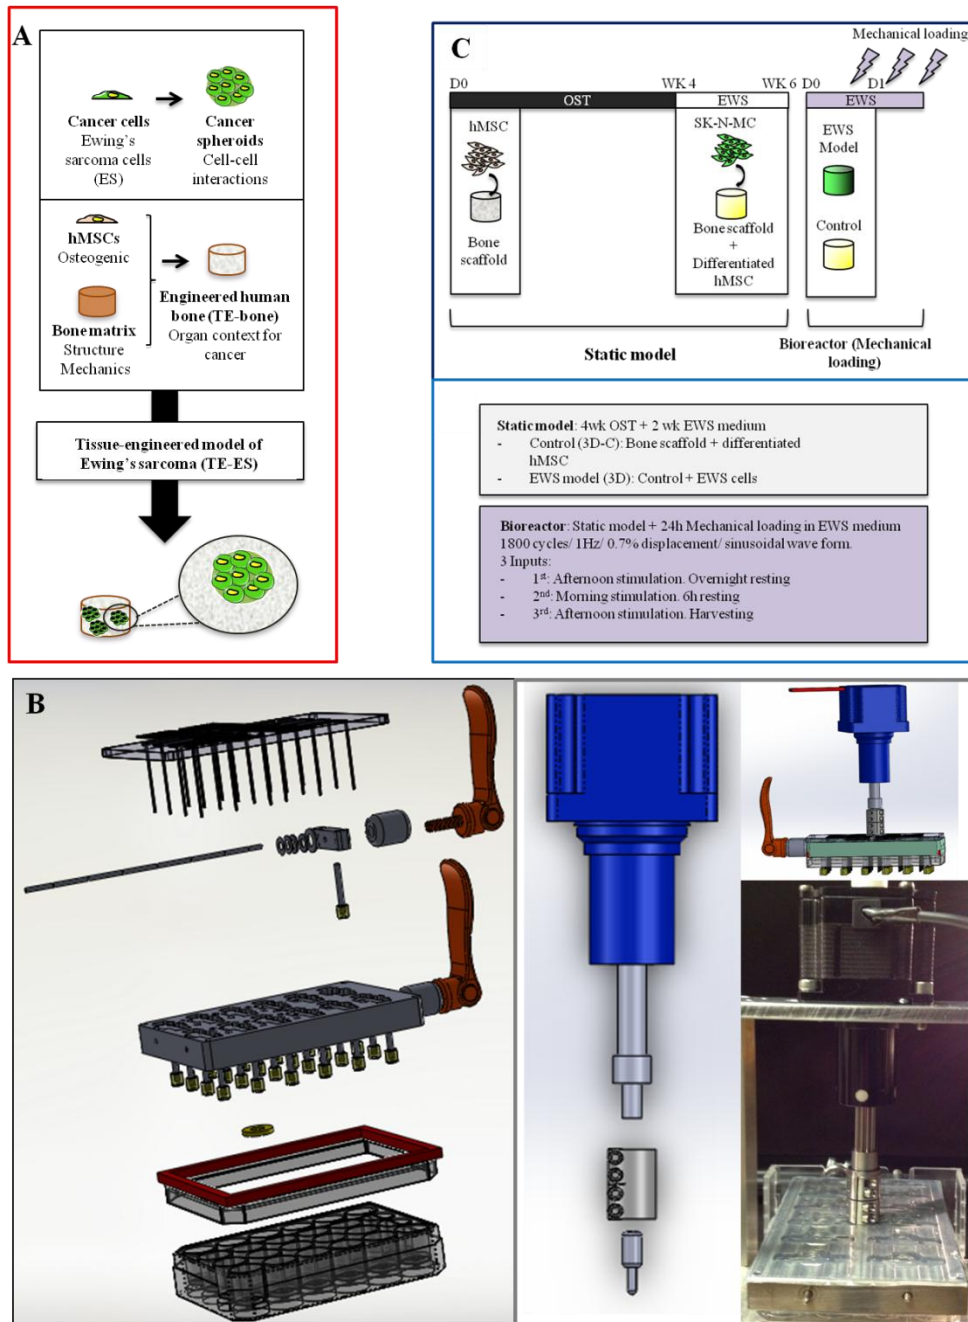 A
Cancer cells
Ewing's
sarcoma cells
(ES)
Cancer
spheroids
Cell-cell
interactions
hMSCs
Osteogenic
Bone matrix
Structure
Mechanics
Engineered human
bone (TE-bone)
Organ context for
cancer
Tissue-engineered model of
Ewing's sarcoma (TE-ES)
C
Mechanical loading
D0
WK 4
WK 6
D0
D1
OST
EWS
EWS
hMSC
Bone
scaffold
SK-N-MC
Bone scaffold
+
Differentiated
hMSC
EWS
Model
Control
Static model
Bioreactor (Mechanical
loading)
Static model: 4wk OST + 2 wk EWS medium
- Control (3D-C): Bone scaffold + differentiated
hMSC
- EWS model (3D): Control + EWS cells
Bioreactor: Static model + 24h Mechanical loading in EWS medium
1800 cycles/ 1Hz/ 0.7% displacement/ sinusoidal wave form.
3 Inputs:
- 1st: Afternoon stimulation. Overnight resting
- 2nd: Morning stimulation. 6h resting
- 3rd: Afternoon stimulation. Harvesting
B